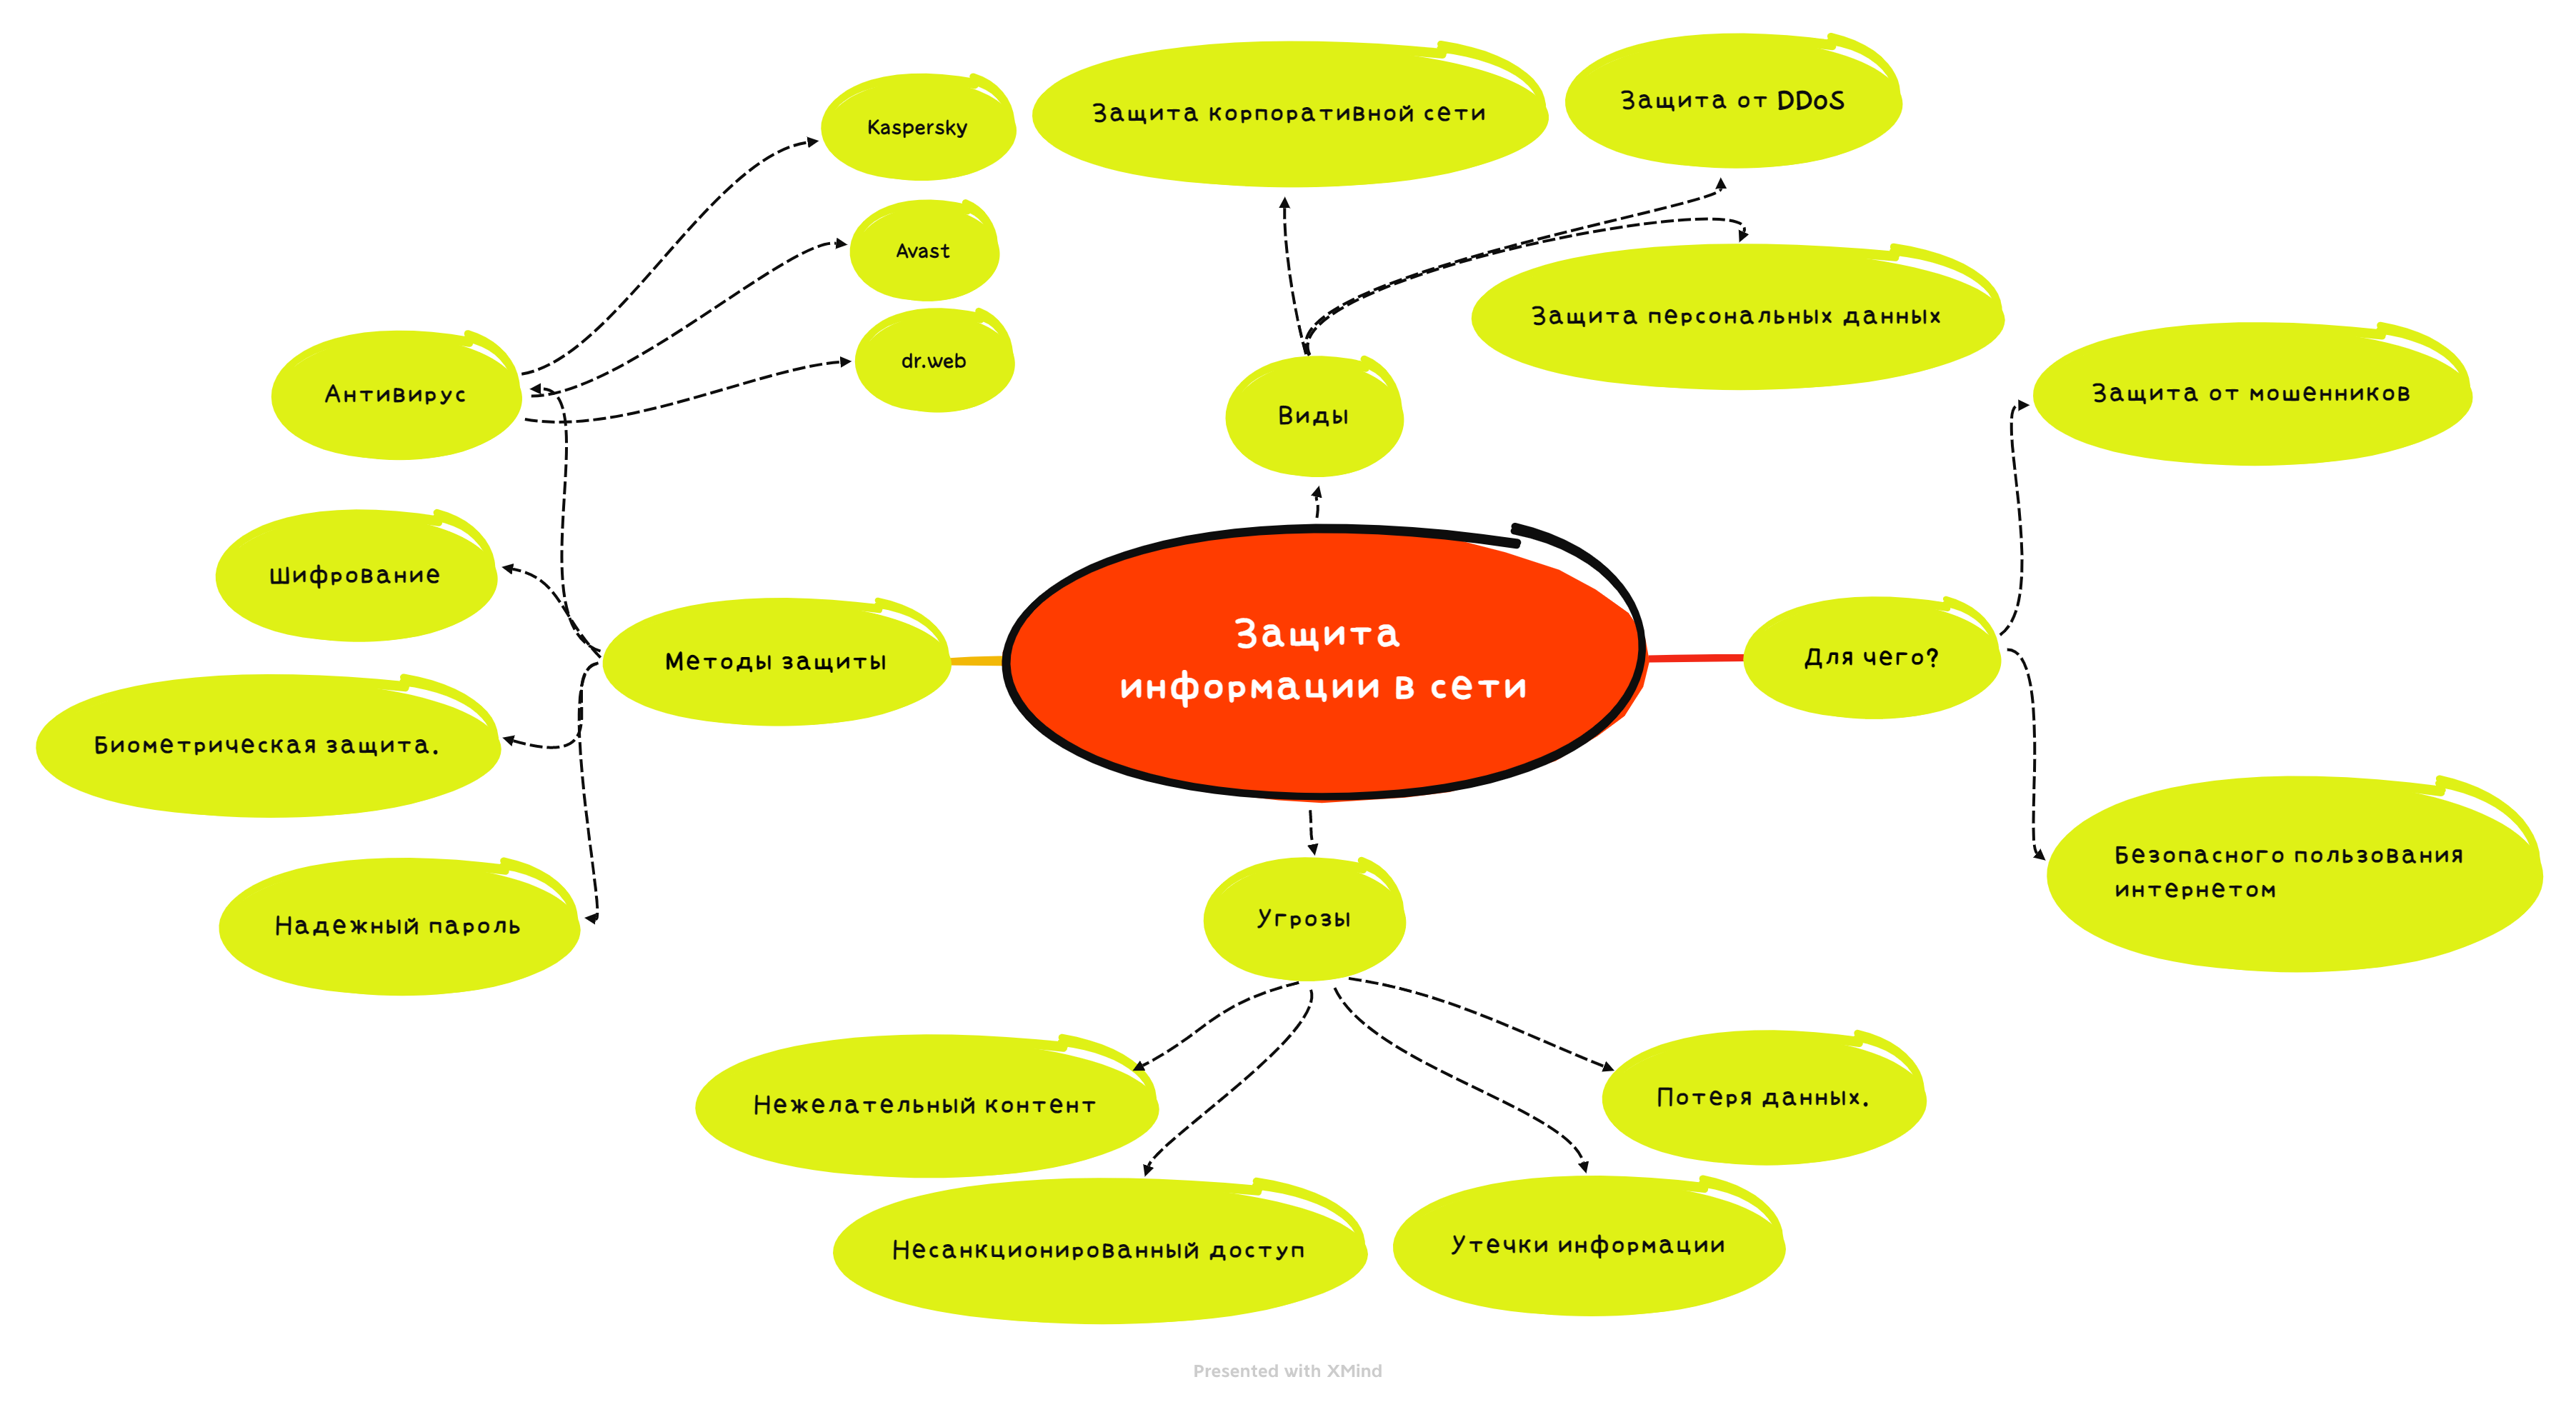 Защита корпоративной сети
Защита от DDoS
Kaspersky
Avast
dr.web
Защита персональных данных
Антивирус
Виды
Защита от мошенников
Шифрование
Методы защиты
Защита
информации в сети
Для чего?
Биометрическая защита.
Надежный пароль
Угрозы
Безопасного пользования
интернетом
Нежелательный контент
Потеря данных.
Несанкционированный доступ
Утечки информации
Presented with XMind